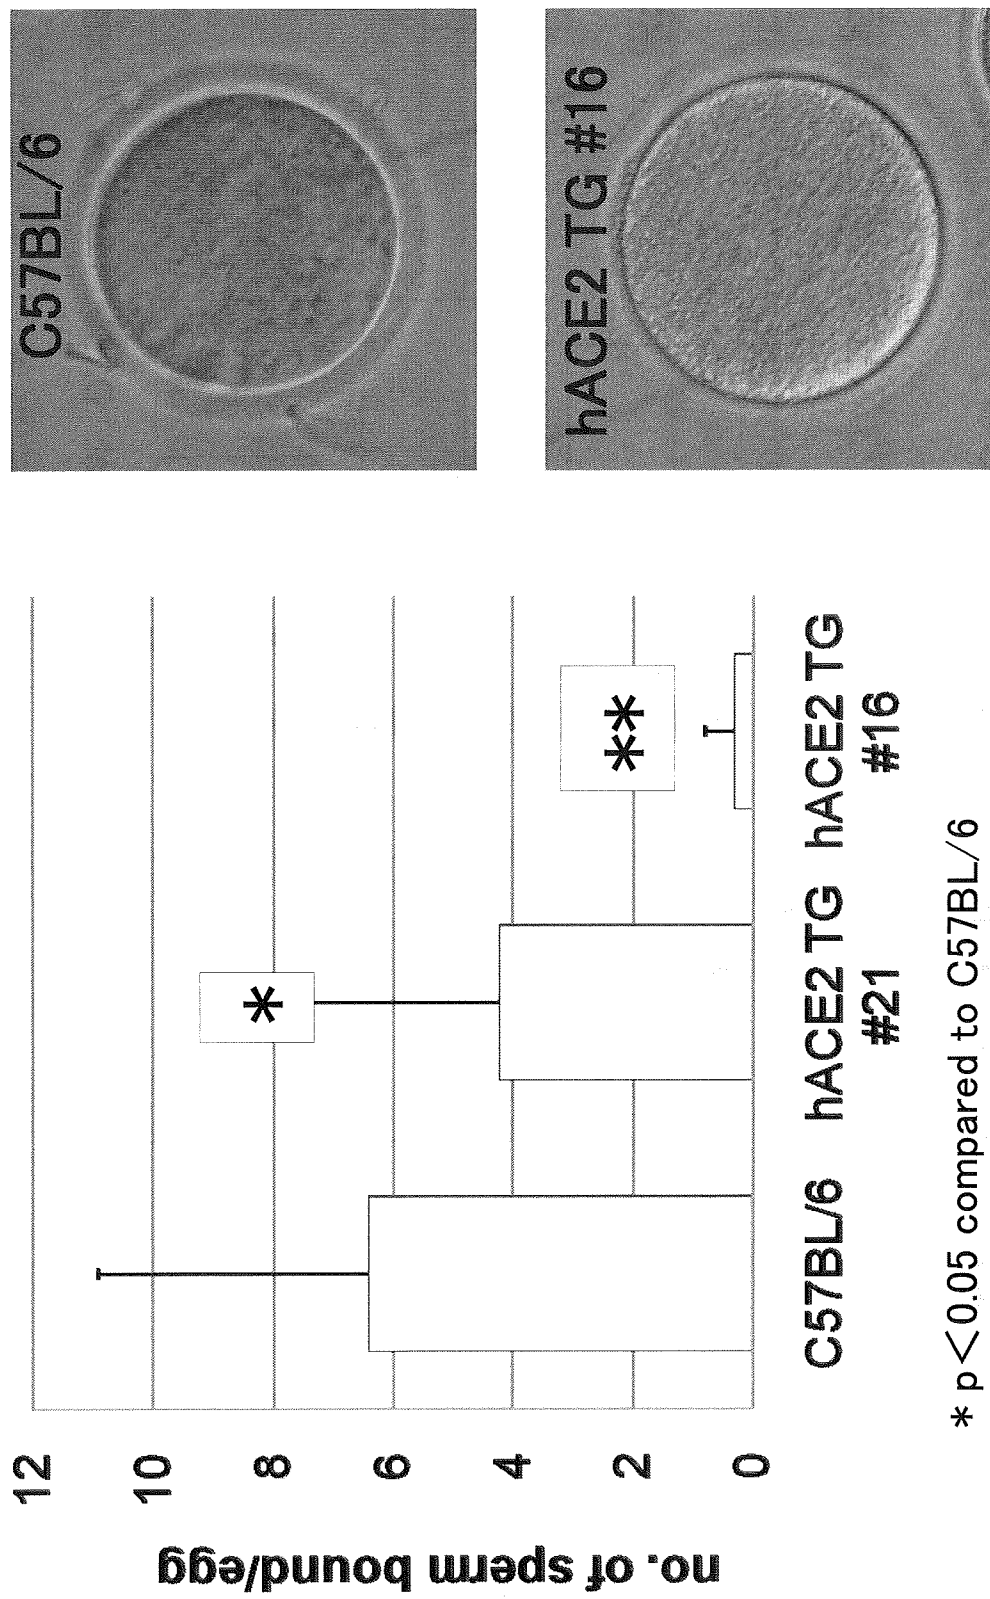 no. of sperm bound/egg
12
10
8
6
4
2
0
*
**
C57BL/6
hACE2 TG
#21
hACE2 TG
#16
* p<0.05 compared to C57BL/6
C57BL/6
hACE2 TG #16